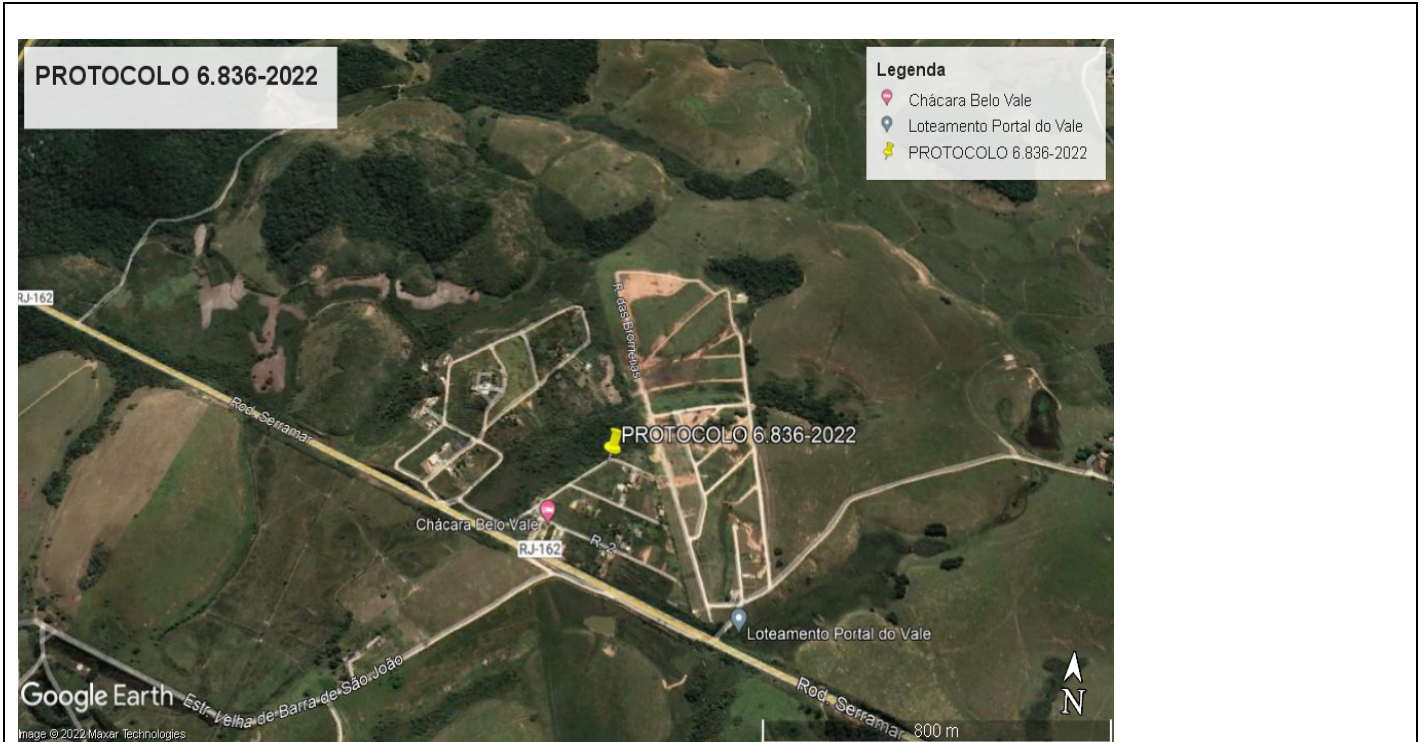 PROTOCOLO 6.836-2022
Legenda
Chácara Belo Vale
Loteamento Portal do Vale
PROTOCOLO 6.836-2022
RJ-162
R. das Bromélias
Rod. Serramar
PROTOCOLO 6.836-2022
Chácara Belo Vale
R. 2
RJ-162
Loteamento Portal do Vale
Estr. Velha de Barra de São João
Rod. Serramar
Google Earth
N
800 m
Image © 2022 Maxar Technologies